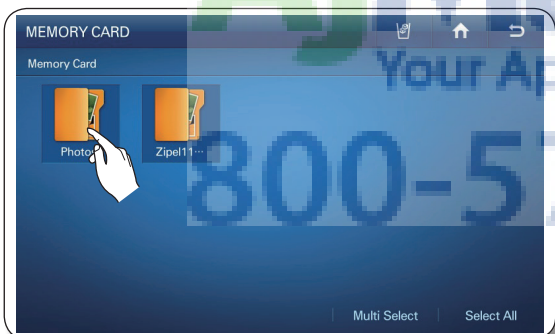 MEMORY CARD
Memory Card
Your Ap
Photo
Zipel11···
800-5
Multi Select
Select All